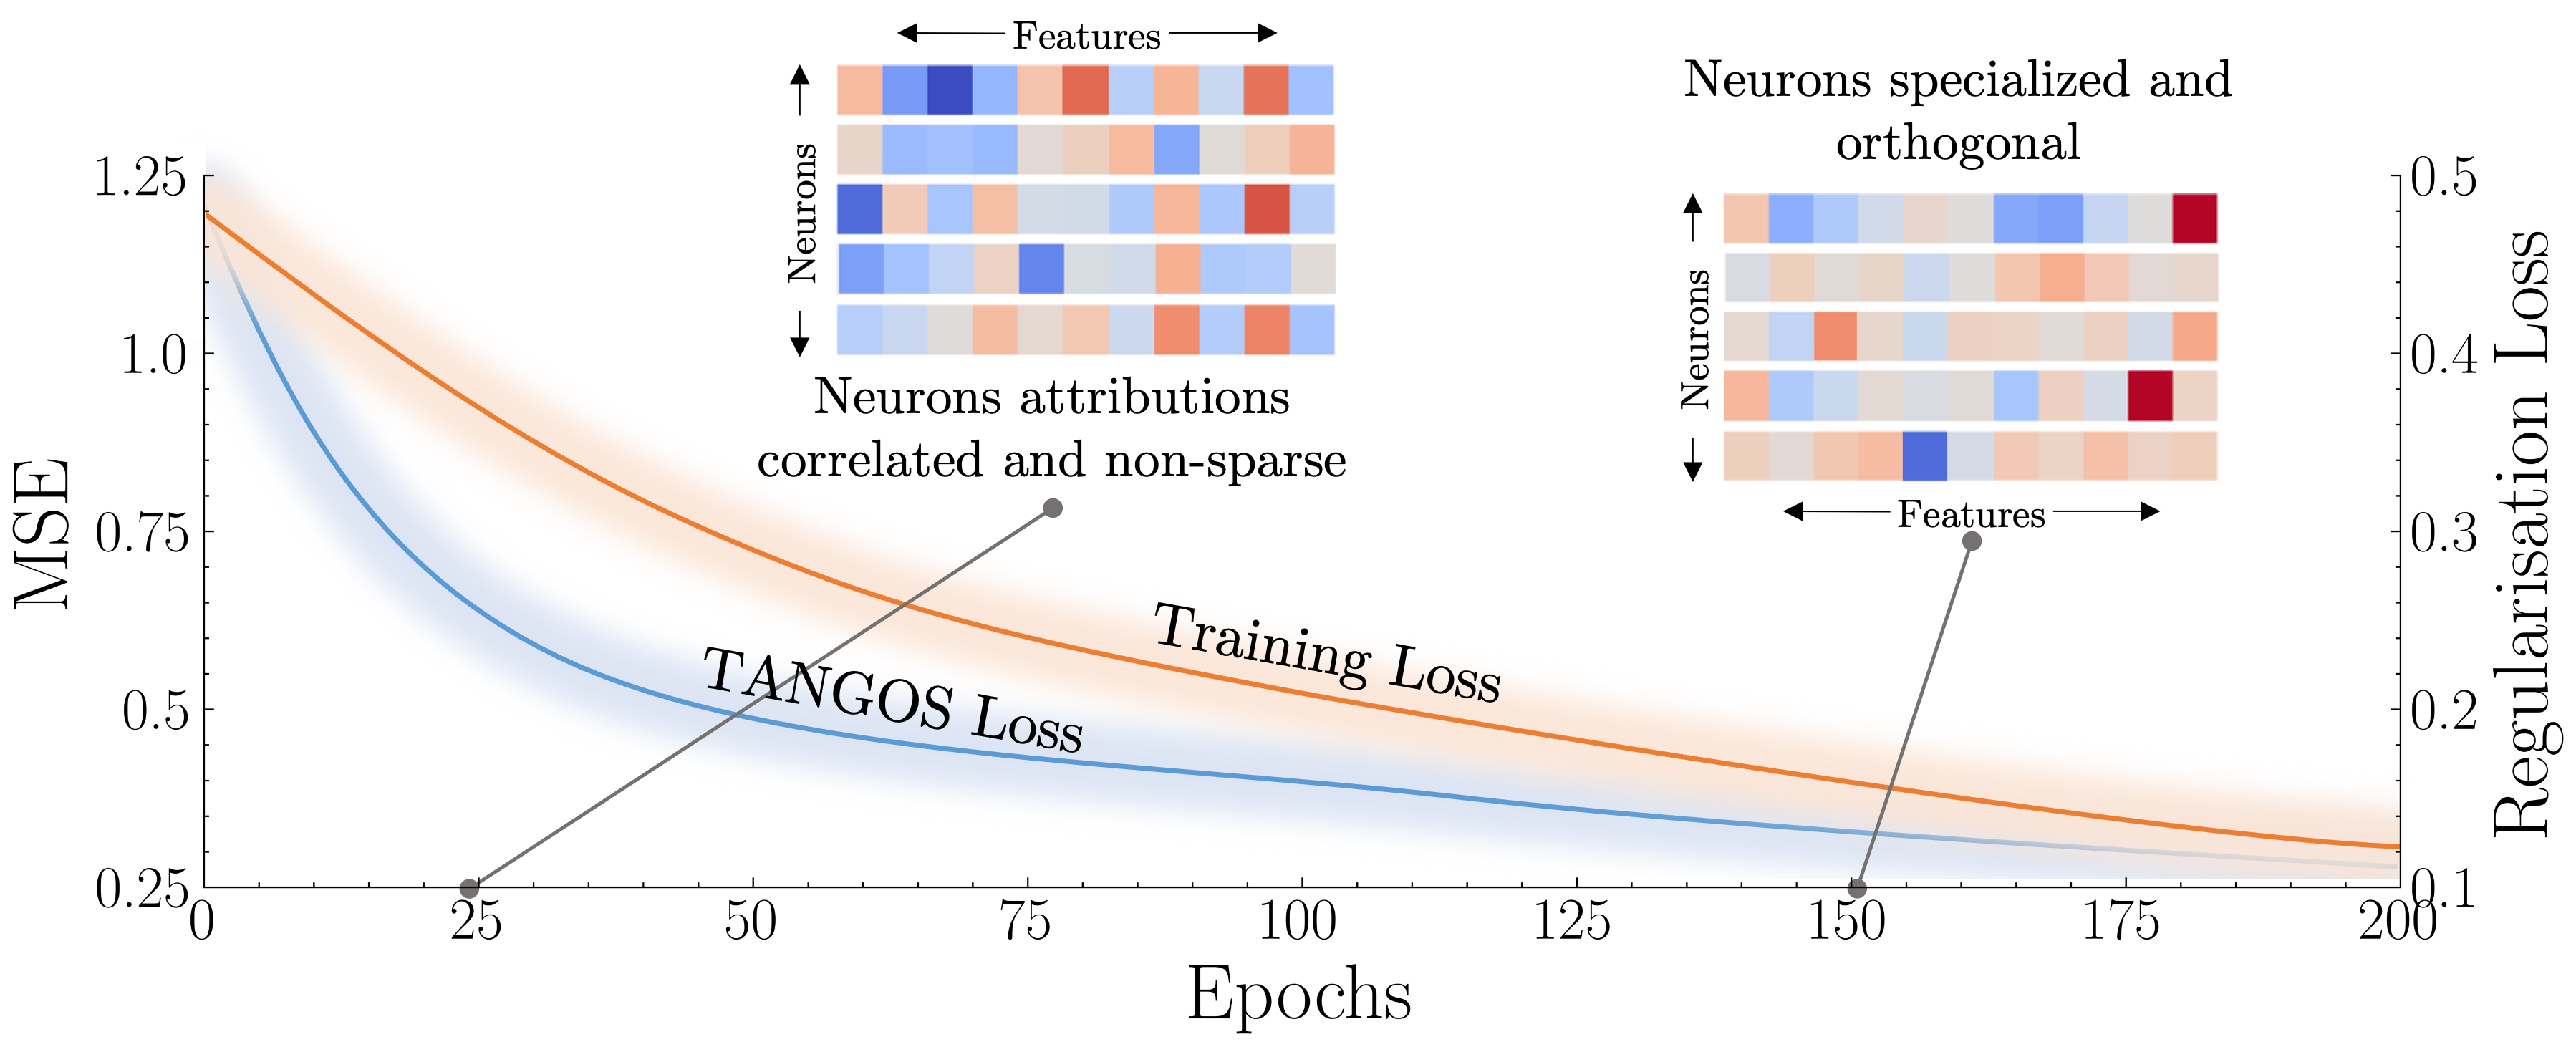 Features
Neurons
Neurons attributions
correlated and non-sparse
Neurons specialized and
orthogonal
Neurons
Features
MSE
1.25
1.0
0.75
0.5
0.25
TANGOS Loss
Training Loss
0.5
0.4
0.3
0.2
0.1
Regularisation Loss
0
25
50
75
100
125
150
175
200
Epochs